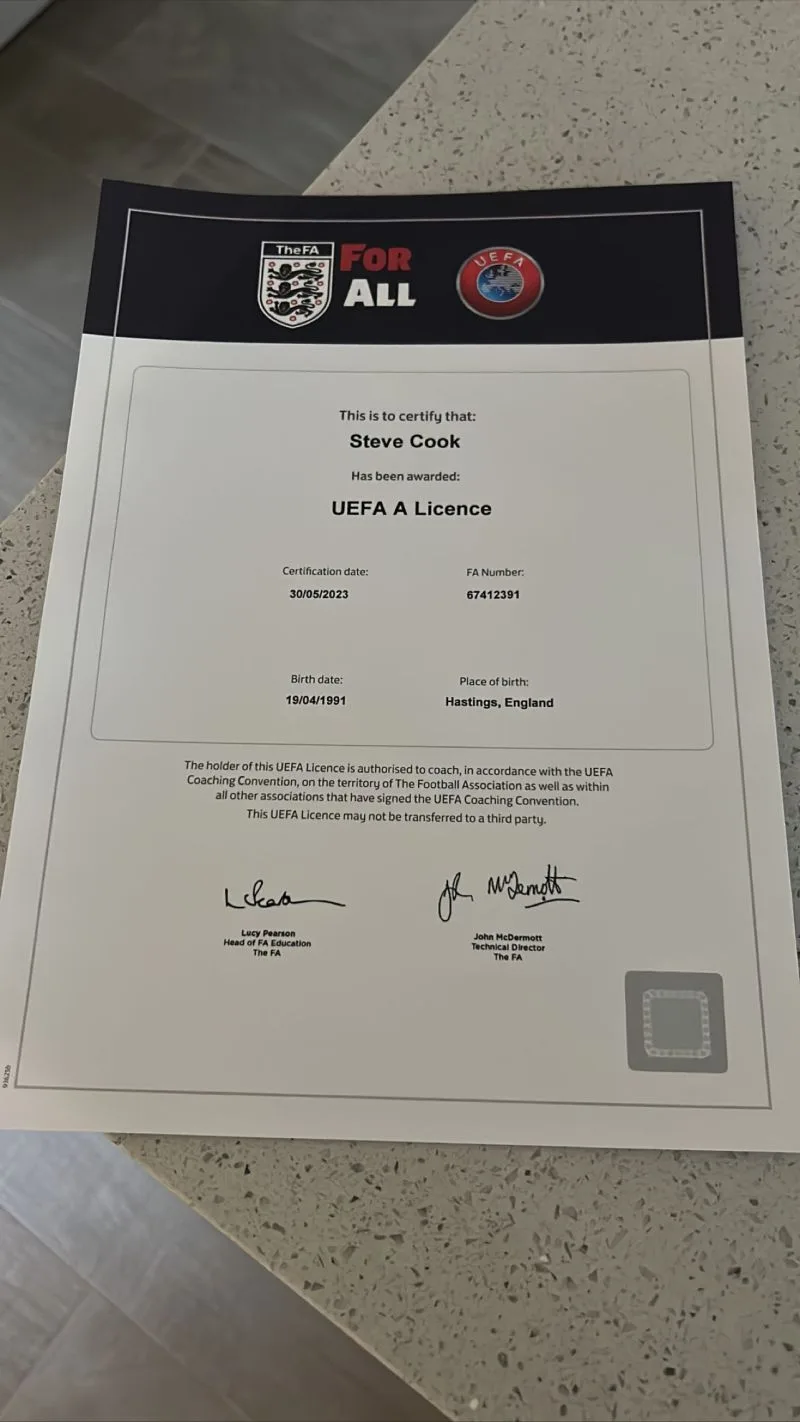 TheFA
FOR
ALL
UEFA
This is to certify that:
Steve Cook
Has been awarded:
UEFA A Licence
Certification date:
FA Number:
30/05/2023
67412391
Birth date:
Place of birth:
19/04/1991
Hastings, England
The holder of this UEFA Licence is authorised to coach, in accordance with the UEFA
Coaching Convention, on the territory of The Football Association as well as within
all other associations that have signed the UEFA Coaching Convention.
This UEFA Licence may not be transferred to a third party.
John McDermott
Lucy Pearson
Head of FA Education
The FA
John McDermott
Technical Director
The FA